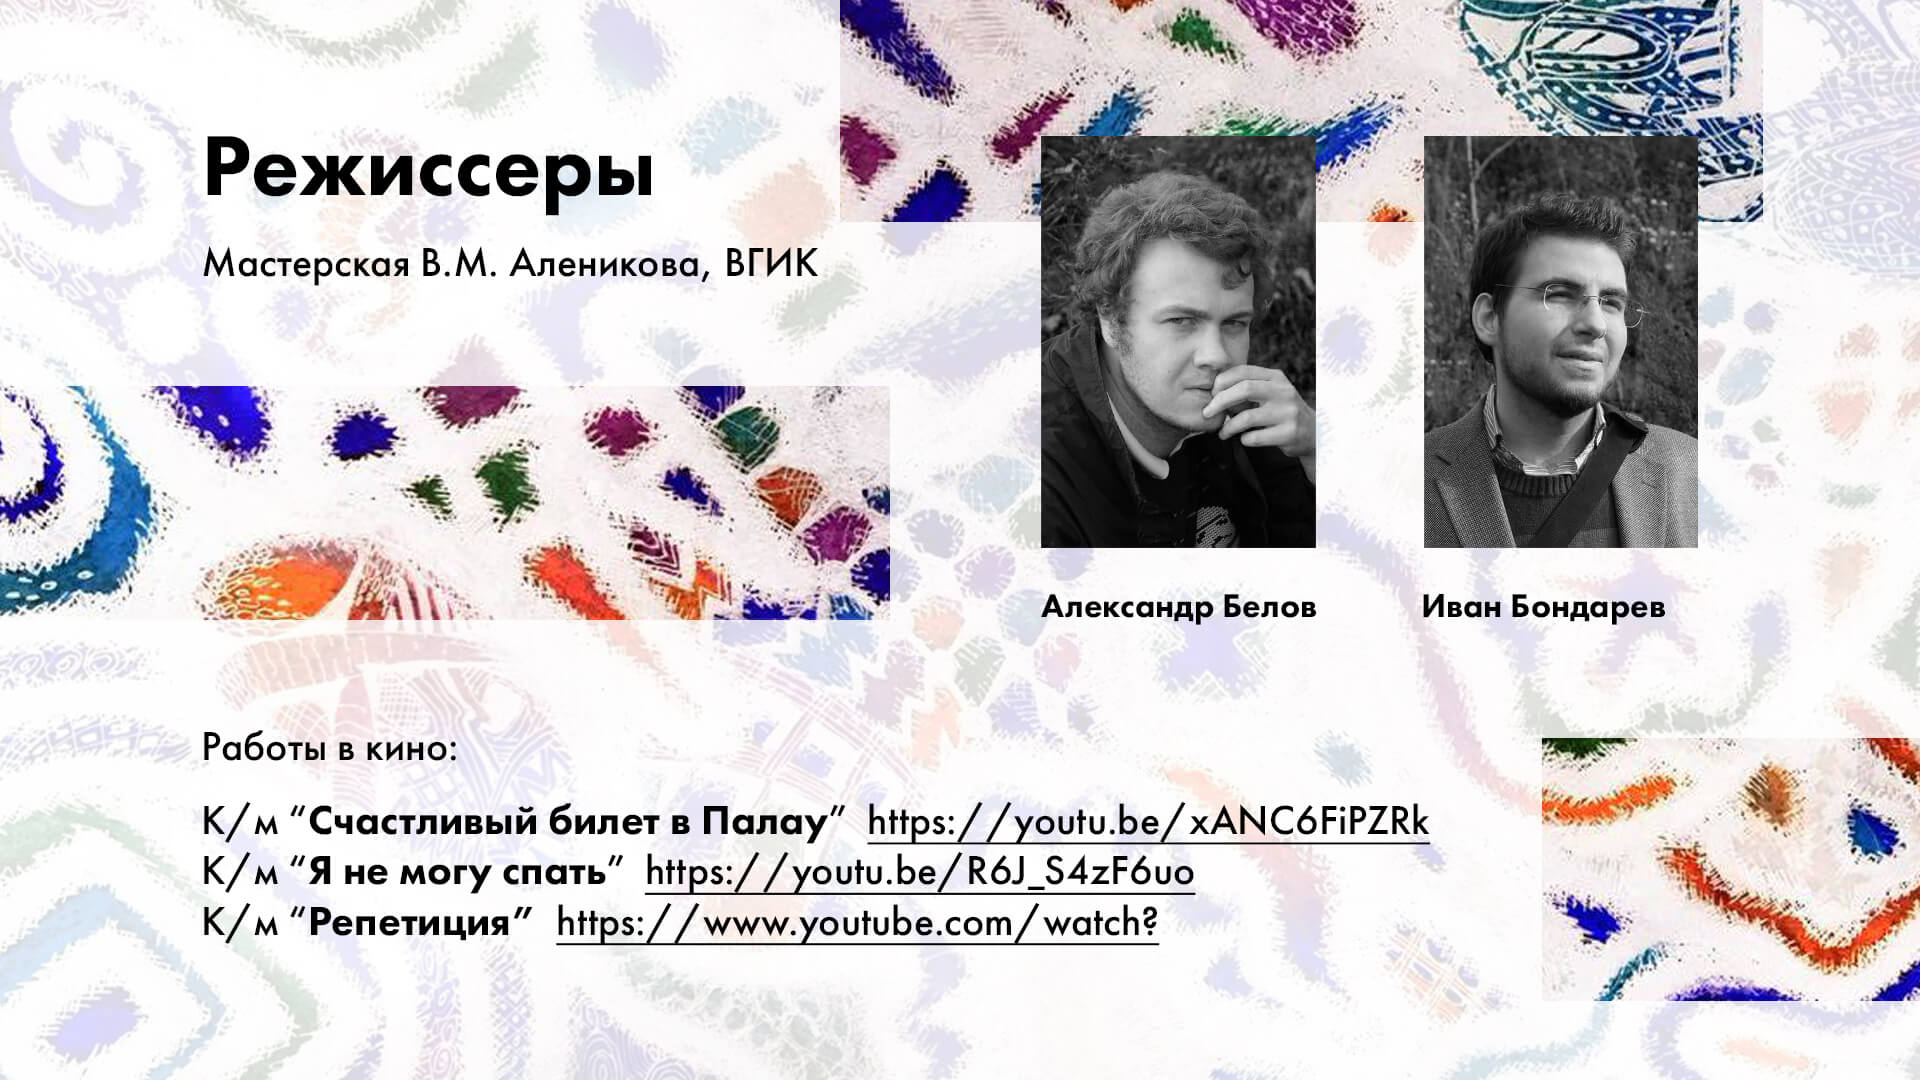 Режиссеры
Мастерская В.М. Аленикова, ВГИК
Александр Белов
Иван Бондарев
Работы в кино:
К/м “Счастливый билет в Палау” https://youtu.be/xANC6FiPZRk
К/м “Я не могу спать” https://youtu.be/R6J_S4zF6uo
К/м “Репетиция” https://www.youtube.com/watch?